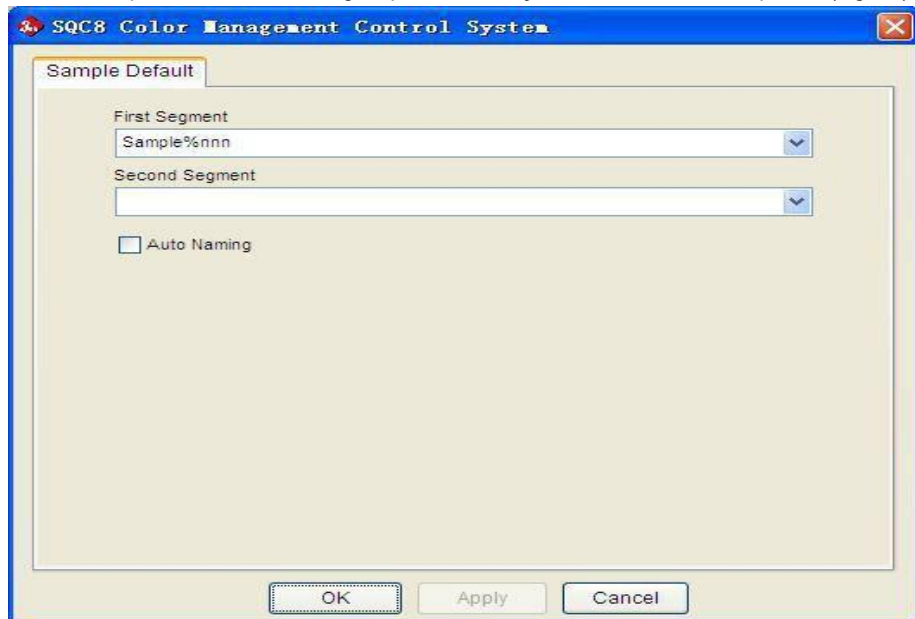 SQC8 Color Management Control System
Sample Default
First Segment
Sample%nnn
Second Segment
Auto Naming
OK Apply Cancel